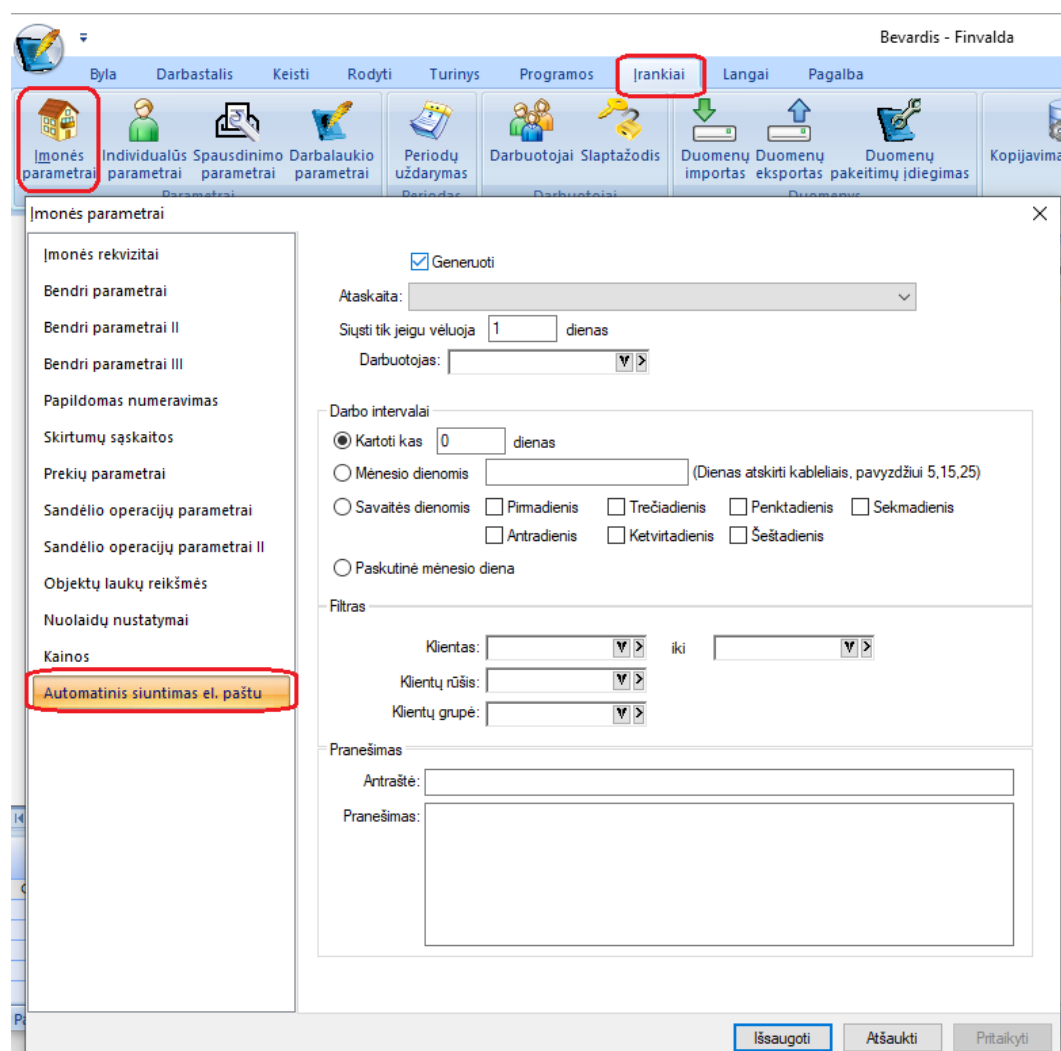 Bevardis - Finvalda
Byla Darbastalis Keisti Rodyti Turinys Programos Įrankiai Langai Pagalba
Įmonės parametrai
Individualūs parametrai
Spausdinimo parametrai
Darbalaukio parametrai
Periodų uždarymas
Darbuotojai
Slaptažodis
Duomenų importas
Duomenų eksportas
Duomenų pakeitimų įdiegimas
Parametrai Periodas Darbuotojai Duomenys
Įmonės parametrai
Įmonės rekvizitai
Bendri parametrai
Bendri parametrai II
Bendri parametrai III
Papildomas numeravimas
Skirtumų sąskaitos
Prekių parametrai
Sandėlio operacijų parametrai
Sandėlio operacijų parametrai II
Objektų laukų reikšmės
Nuolaidų nustatymai
Kainos
Automatinis siuntimas el. paštu
Generuoti
Ataskaita:
Siųsti tik jeigu vėluoja 1 dienas
Darbuotojas:
Darbo intervalai
Kartoti kas 0 dienas
Mėnesio dienomis (Dienas atskirti kableliais, pavyzdžiui 5,15,25)
Savaitės dienomis Pirmadienis Trečiadienis Penktadienis Sekmadienis
Antradienis Ketvirtadienis Šeštadienis
Paskutinė mėnesio diena
Filtras
Klientas: iki
Klientų rūšis:
Klientų grupė:
Pranešimas
Antraštė:
Pranešimas:
Išsaugoti Atšaukti Pritaikyti